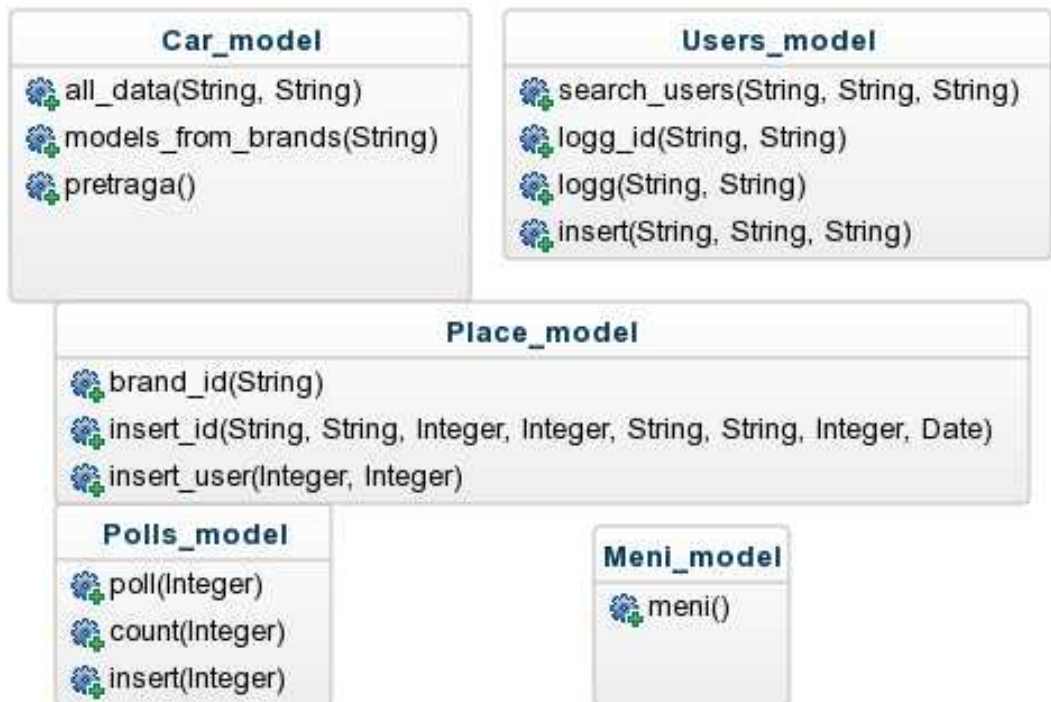 Car_model
all_data(String, String)
models_from_brands(String)
pretraga()
Users_model
search_users(String, String, String)
logg_id(String, String)
logg(String, String)
insert(String, String, String)
Place_model
brand_id(String)
insert_id(String, String, Integer, Integer, String, String, Integer, Date)
insert_user(Integer, Integer)
Polls_model
poll(Integer)
count(Integer)
insert(Integer)
Meni_model
meni()